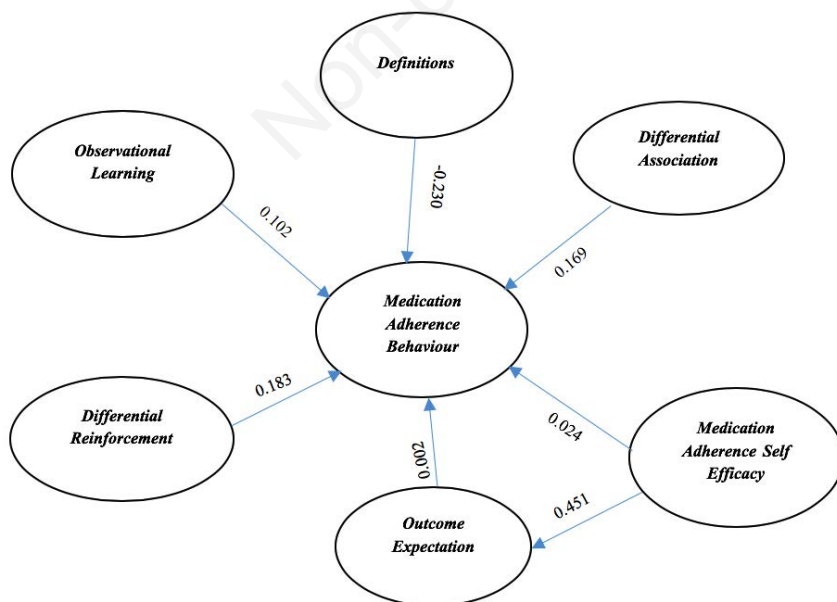 Non-
Definitions
Observational
Learning
Differential
Association
-0.230
0.102
0.169
Medication
Adherence
Behaviour
0.183
Differential
Reinforcement
0.024
Medication
Adherence Self
Efficacy
0.002
0.451
Outcome
Expectation